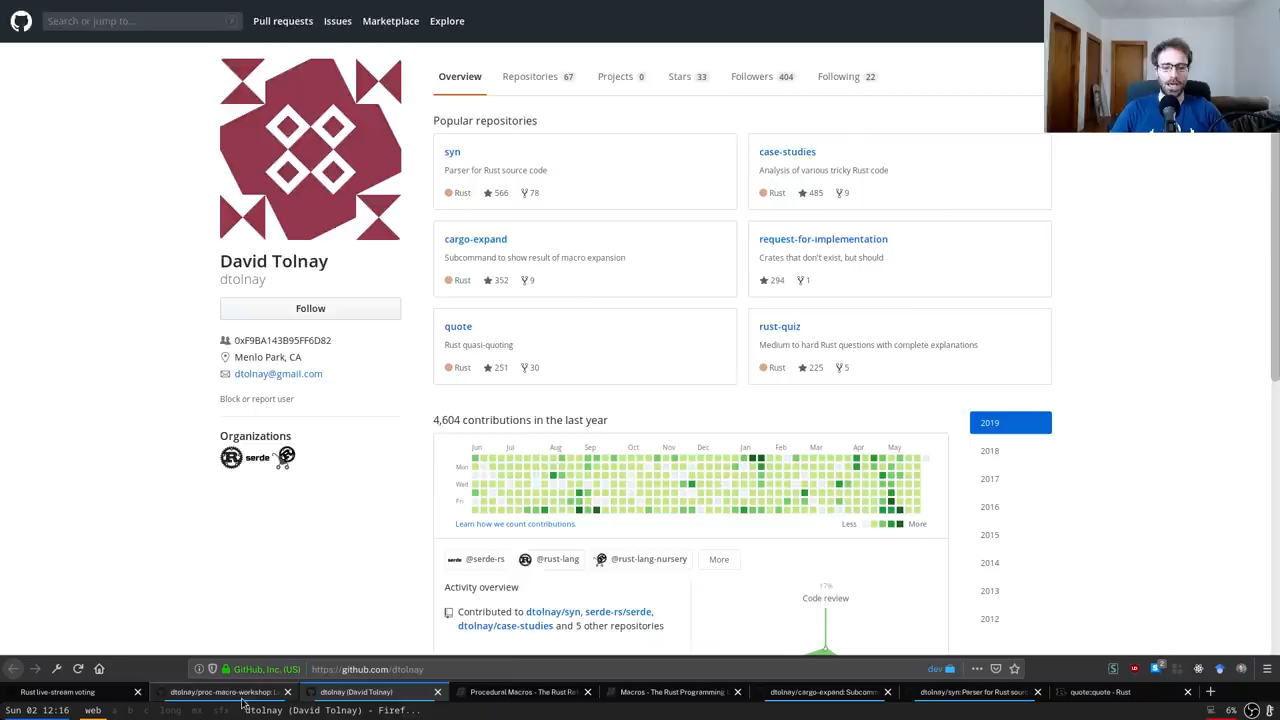 Search or jump to...
Pull requests
Issues
Marketplace
Explore
David Tolnay
dtolnay
Follow
0xF9BA143B95FF6D82
Menlo Park, CA
dtolnay@gmail.com
Block or report user
Organizations
serde
Overview
Repositories 67
Projects 0
Stars 33
Followers 404
Following 22
Popular repositories
syn
Parser for Rust source code
Rust 566 78
case-studies
Analysis of various tricky Rust code
Rust 485 9
cargo-expand
Subcommand to show result of macro expansion
Rust 352 9
request-for-implementation
Crates that don't exist, but should
294 1
quote
Rust quasi-quoting
Rust 251 30
rust-quiz
Medium to hard Rust questions with complete explanations
Rust 225 5
4,604 contributions in the last year
Jun Jul Aug Sep Oct Nov Dec Jan Feb Mar Apr May
Mon
Wed
Fri
Learn how we count contributions.
Less More
2019
2018
2017
2016
2015
2014
2013
2012
serde @serde-rs
@rust-lang
@rust-lang-nursery
More
Activity overview
Contributed to dtolnay/syn, serde-rs/serde,
dtolnay/case-studies and 5 other repositories
17%
Code review
GitHub, Inc. (US) https://github.com/dtolnay dev
Rust live-stream voting
dtolnay/proc-macro-workshop: L
dtolnay (David Tolnay)
Procedural Macros - The Rust Re
Macros - The Rust Programming L
dtolnay/cargo-expand: Subcomm
dtolnay/syn: Parser for Rust sour
quote::quote - Rust
Sun 02 12:16 web a b c long mx sfx dtolnay (David Tolnay) - Firef... 6%